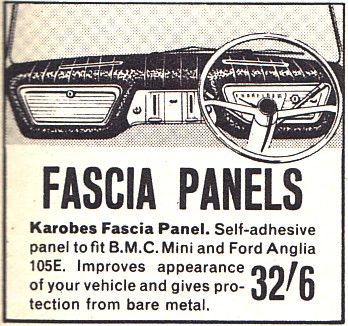 FASCIA PANELS
Karobes Fascia Panel. Self-adhesive
panel to fit B.M.C. Mini and Ford Anglia
105E. Improves appearance
of your vehicle and gives pro-
tection from bare metal.
32/6